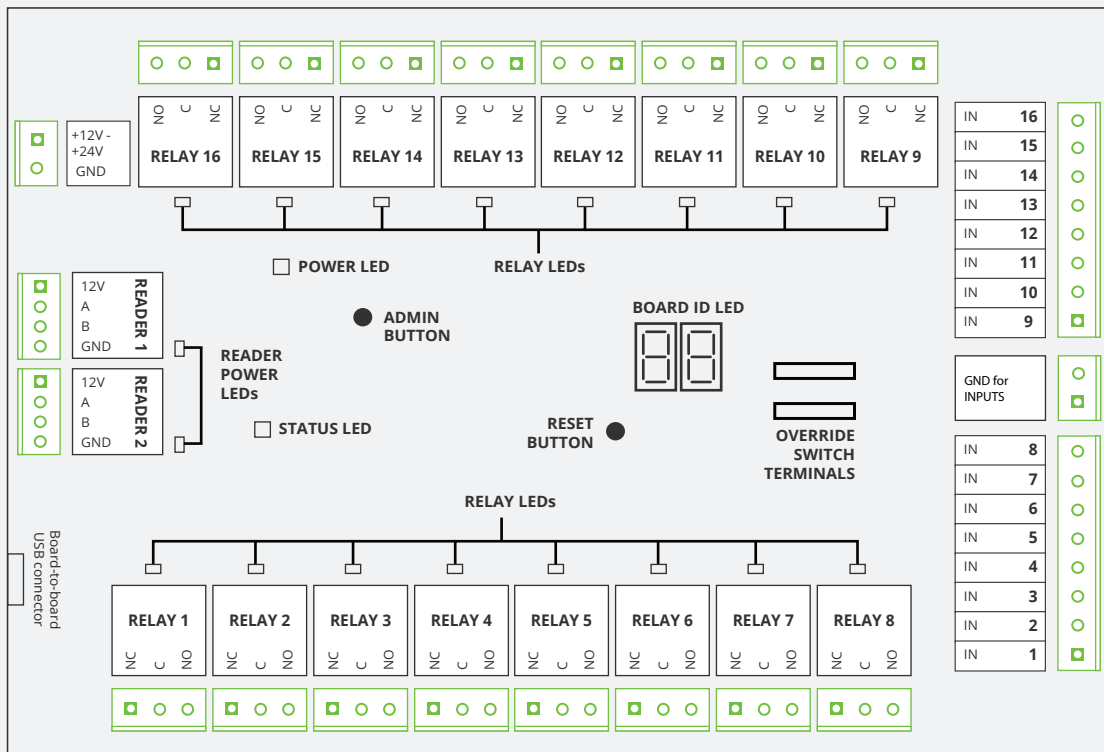 NO C NC
NO C NC
NO C NC
NO C NC
NO C NC
NO C NC
NO C NC
NO C NC
RELAY 16
RELAY 15
RELAY 14
RELAY 13
RELAY 12
RELAY 11
RELAY 10
RELAY 9
+12V -
+24V
GND
IN 16
IN 15
IN 14
IN 13
IN 12
IN 11
IN 10
IN 9
POWER LED
RELAY LEDs
12V
A
B
GND
READER 1
ADMIN
BUTTON
BOARD ID LED
READER
POWER
LEDs
12V
A
B
GND
READER 2
STATUS LED
RESET
BUTTON
OVERRIDE
SWITCH
TERMINALS
GND for
INPUTS
IN 8
IN 7
IN 6
IN 5
IN 4
IN 3
IN 2
IN 1
RELAY LEDs
Board-to-board
USB connector
RELAY 1
RELAY 2
RELAY 3
RELAY 4
RELAY 5
RELAY 6
RELAY 7
RELAY 8
NC C NO
NC C NO
NC C NO
NC C NO
NC C NO
NC C NO
NC C NO
NC C NO